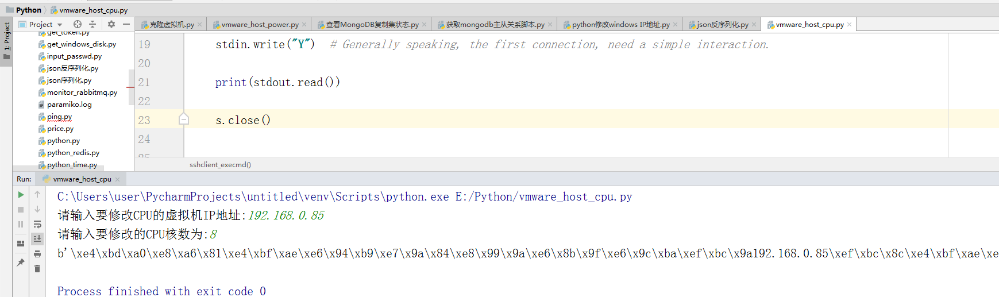 Python vmware_host_cpu.py
1: Project
Project
克隆虚拟机.py vmware_host_power.py 查看MongoDB复制集状态.py 获取mongodb主从关系脚本.py python修改windows IP地址.py json反序列化.py vmware_host_cpu.py
get_token.py
get_windows_disk.py
input_passwd.py
json反序列化.py
json序列化.py
monitor_rabbitmq.py
paramiko.log
ping.py
price.py
python.py
python_redis.py
python_time.py
19 stdin.write("Y") # Generally speaking, the first connection, need a simple interaction.
20
21 print(stdout.read())
22
23 s.close()
24
25
sshclient_execmd()
Run: vmware_host_cpu
C:\Users\user\PycharmProjects\untitled\venv\Scripts\python.exe E:/Python/vmware_host_cpu.py
请输入要修改CPU的虚拟机IP地址:192.168.0.85
请输入要修改的CPU核数为:8
b'\xe4\xbd\xa0\xe8\xa6\x81\xe4\xbf\xae\xe6\x94\xb9\xe7\x9a\x84\xe8\x99\x9a\xe6\x8b\x9f\xe6\x9c\xba\xef\xbc\x9a192.168.0.85\xef\xbc\x8c\xe4\xbf\xae\xe
Process finished with exit code 0